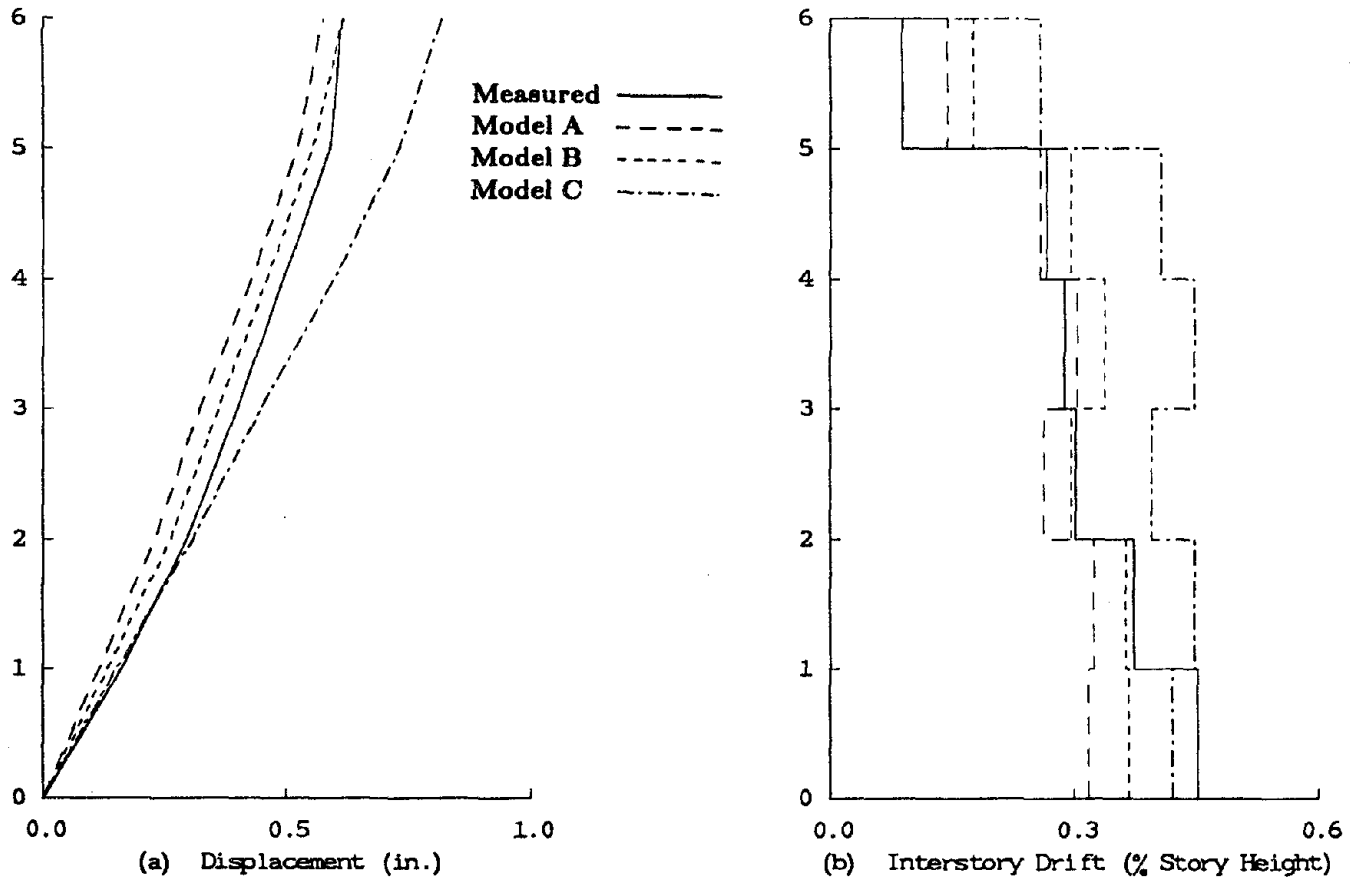 6
5
4
3
2
1
0
0.0 0.5 1.0
(a) Displacement (in.)
Measured
Model A
Model B
Model C
6
5
4
3
2
1
0
0.0 0.3 0.6
(b) Interstory Drift (% Story Height)